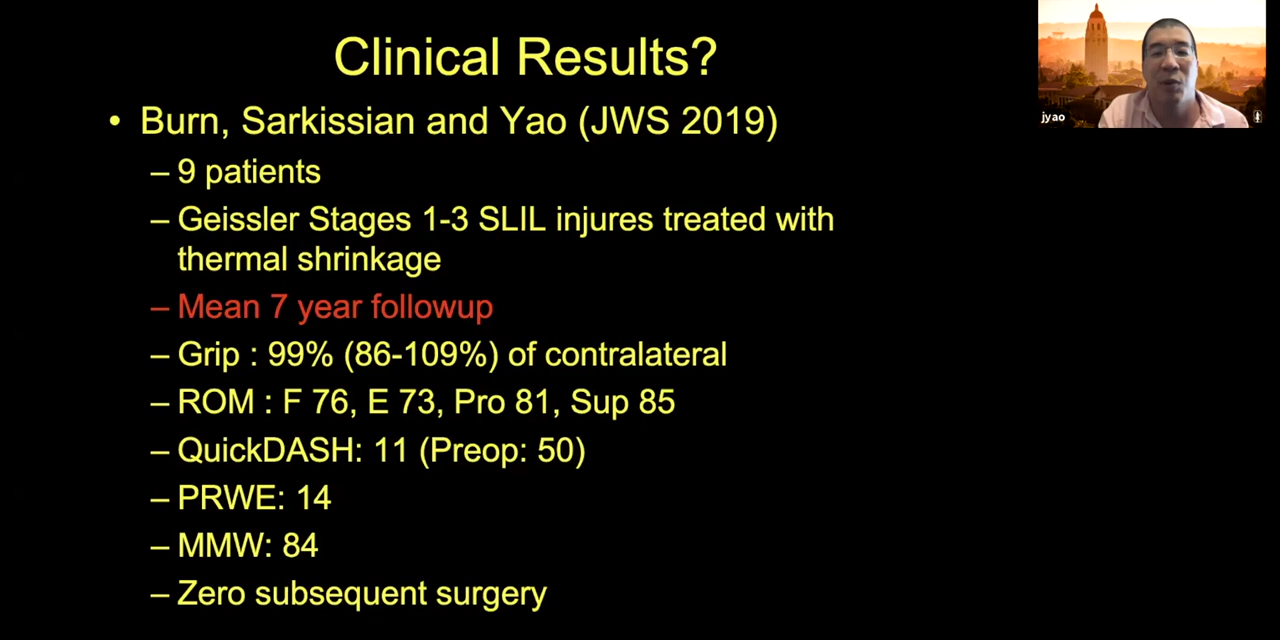 Clinical Results?
• Burn, Sarkissian and Yao (JWS 2019)
– 9 patients
– Geissler Stages 1-3 SLIL injures treated with
thermal shrinkage
– Mean 7 year followup
– Grip : 99% (86-109%) of contralateral
– ROM : F 76, E 73, Pro 81, Sup 85
– QuickDASH: 11 (Preop: 50)
– PRWE: 14
– MMW: 84
– Zero subsequent surgery
jyao